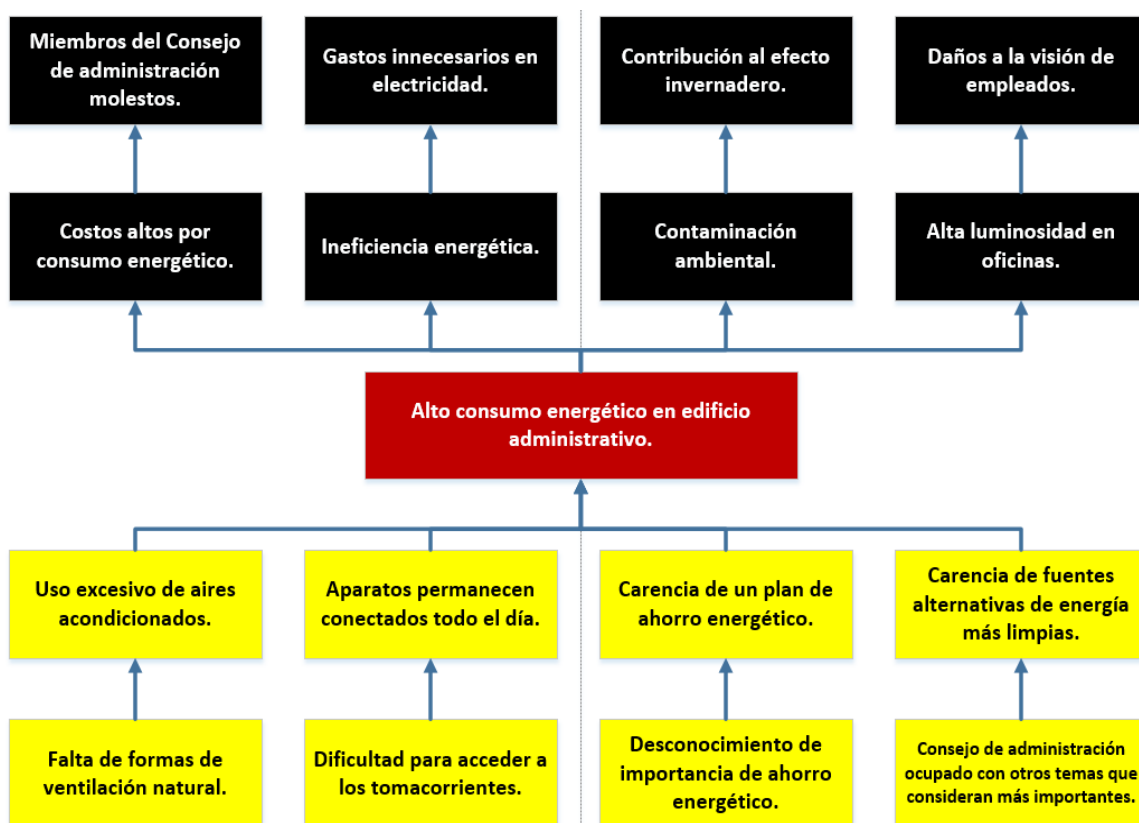 Miembros del Consejo
de administración
molestos.
Gastos innecesarios en
electricidad.
Contribución al efecto
invernadero.
Daños a la visión de
empleados.
Costos altos por
consumo energético.
Ineficiencia energética.
Contaminación
ambiental.
Alta luminosidad en
oficinas.
Alto consumo energético en edificio
administrativo.
Uso excesivo de aires
acondicionados.
Aparatos permanecen
conectados todo el día.
Carencia de un plan de
ahorro energético.
Carencia de fuentes
alternativas de energía
más limpias.
Falta de formas de
ventilación natural.
Dificultad para acceder a
los tomacorrientes.
Desconocimiento de
importancia de ahorro
energético.
Consejo de administración
ocupado con otros temas que
consideran más importantes.